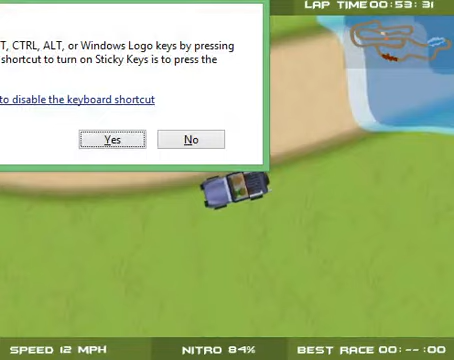 LAP TIME 00:53:31
T, CTRL, ALT, or Windows Logo keys by pressing
shortcut to turn on Sticky Keys is to press the
to disable the keyboard shortcut
Yes No
SPEED 12 MPH NITRO 84% BEST RACE 00:--:00